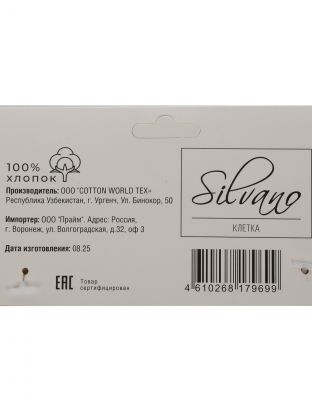 100%
ХЛОПОК
Silvano
КЛЕТКА
Производитель: ООО "COTTON WORLD TEX"
Республика Узбекистан, г. Ургенч, Ул. Бинокор, 50
Импортер: ООО "Прайм". Адрес: Россия,
г. Воронеж, ул. Волгоградская, д.32, оф 3
Дата изготовления: 08.25
EAC
Товар
сертифицирован
4 610268 179699